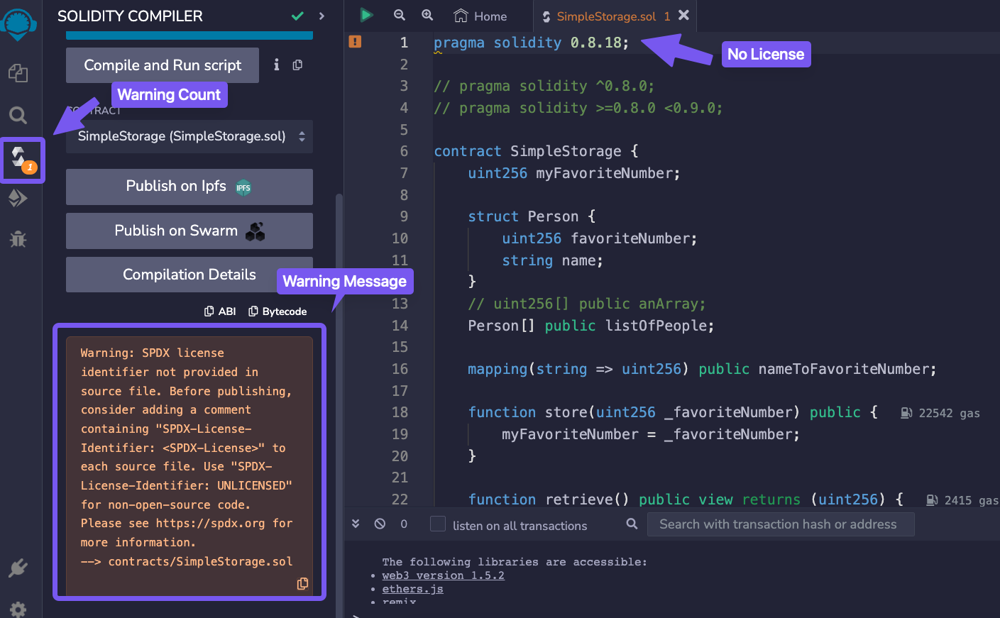 SOLIDITY COMPILER
Compile and Run script
Warning Count
CONTRACT
SimpleStorage (SimpleStorage.sol)
1
Publish on Ipfs
IPFS
Publish on Swarm
Compilation Details
Warning Message
ABI
Bytecode
Warning: SPDX license
identifier not provided in
source file. Before publishing,
consider adding a comment
containing "SPDX-License-
Identifier: <SPDX-License>" to
each source file. Use "SPDX-
License-Identifier: UNLICENSED"
for non-open-source code.
Please see https://spdx.org for
more information.
--> contracts/SimpleStorage.sol
Home
SimpleStorage.sol 1
No License
1 pragma solidity 0.8.18;
2
3 // pragma solidity ^0.8.0;
4 // pragma solidity >=0.8.0 <0.9.0;
5
6 contract SimpleStorage {
7 uint256 myFavoriteNumber;
8
9 struct Person {
10 uint256 favoriteNumber;
11 string name;
}
13 // uint256[] public anArray;
14 Person[] public listOfPeople;
15
16 mapping(string => uint256) public nameToFavoriteNumber;
17
18 function store(uint256 _favoriteNumber) public { 22542 gas
19 myFavoriteNumber = _favoriteNumber;
20 }
21
22 function retrieve() public view returns (uint256) { 2415 gas
0
listen on all transactions
Search with transaction hash or address
The following libraries are accessible:
• web3 version 1.5.2
• ethers.js
• remix
>